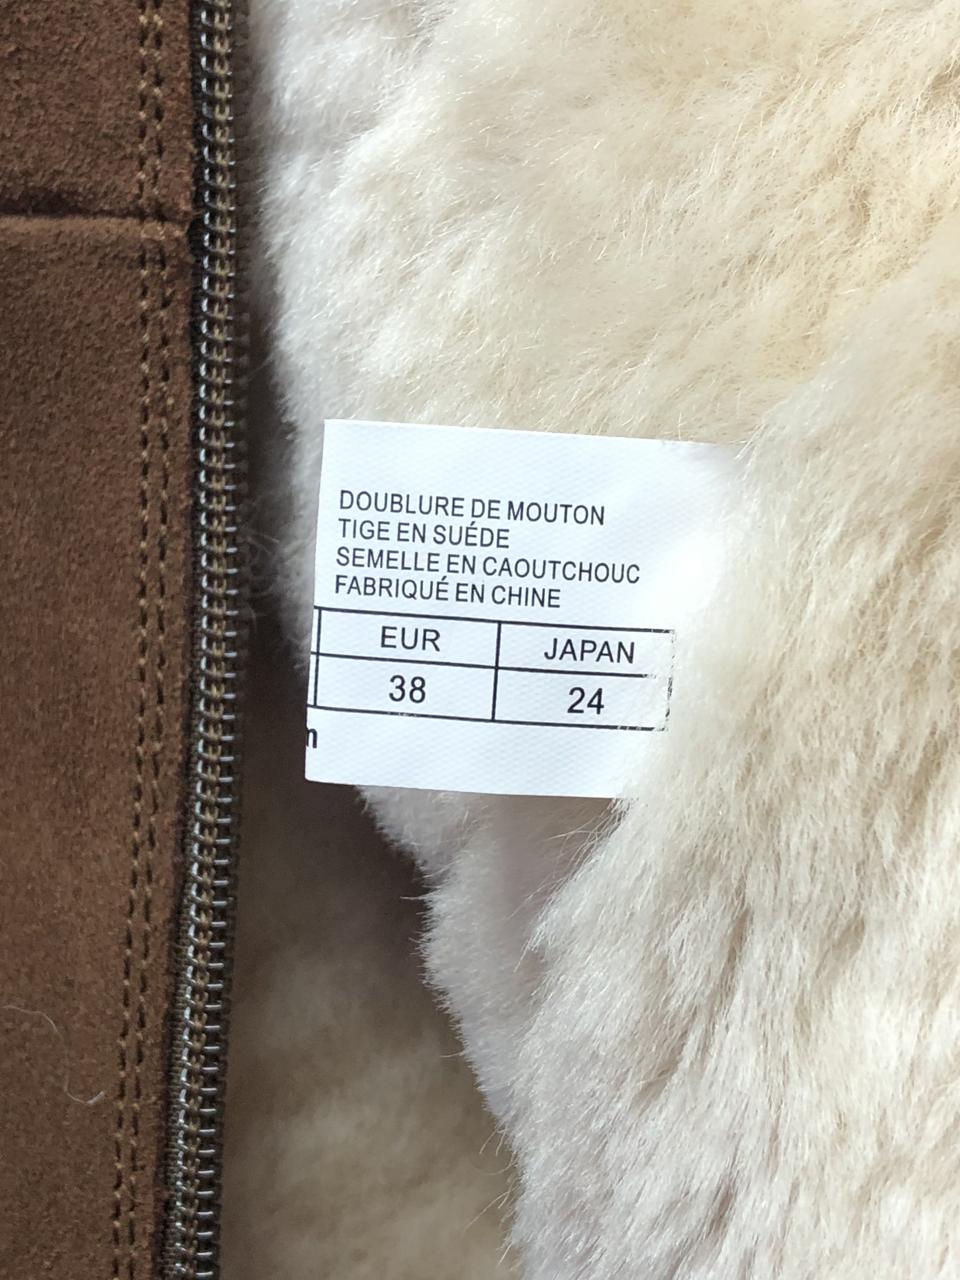 DOUBLURE DE MOUTON
TIGE EN SUÉDE
SEMELLE EN CAOUTCHOUC
FABRIQUÉ EN CHINE
EUR JAPAN
38 24